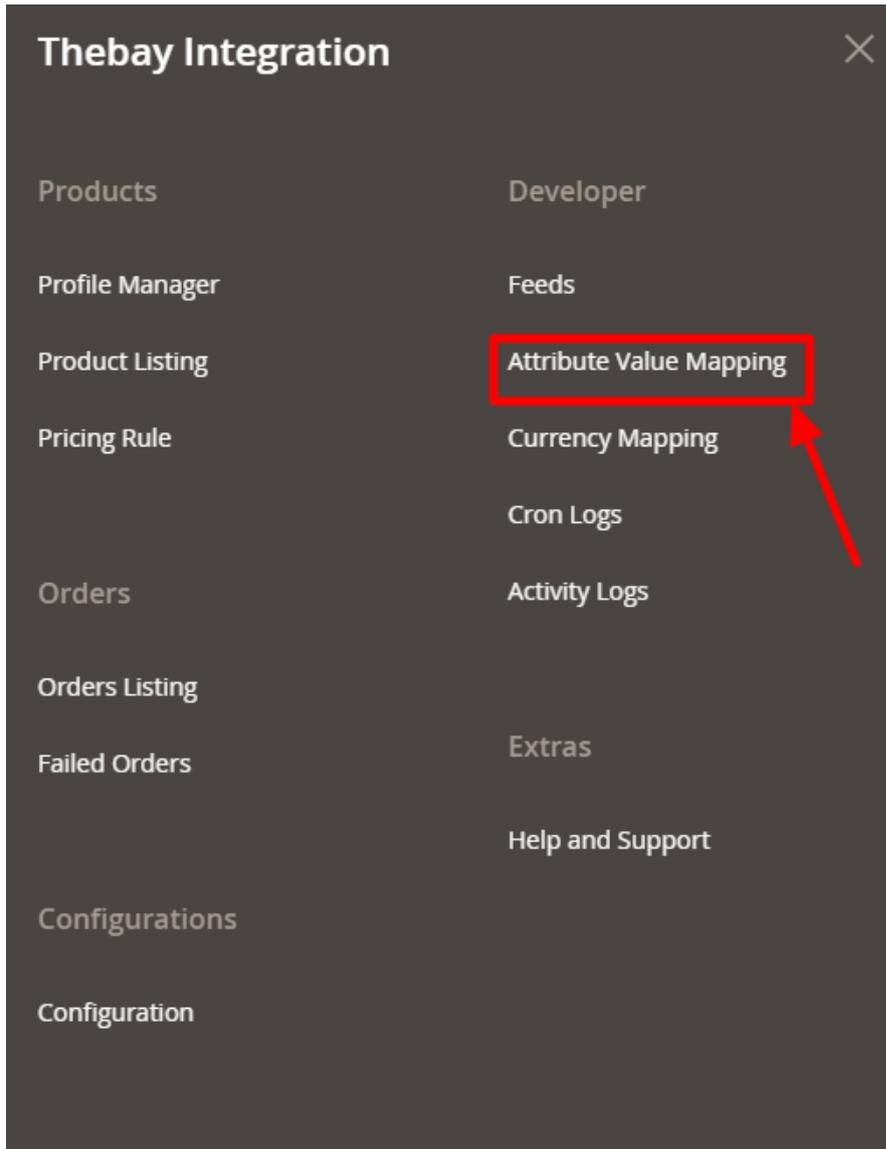 Thebay Integration
Products
Profile Manager
Product Listing
Pricing Rule
Orders
Orders Listing
Failed Orders
Configurations
Configuration
Developer
Feeds
Attribute Value Mapping
Currency Mapping
Cron Logs
Activity Logs
Extras
Help and Support